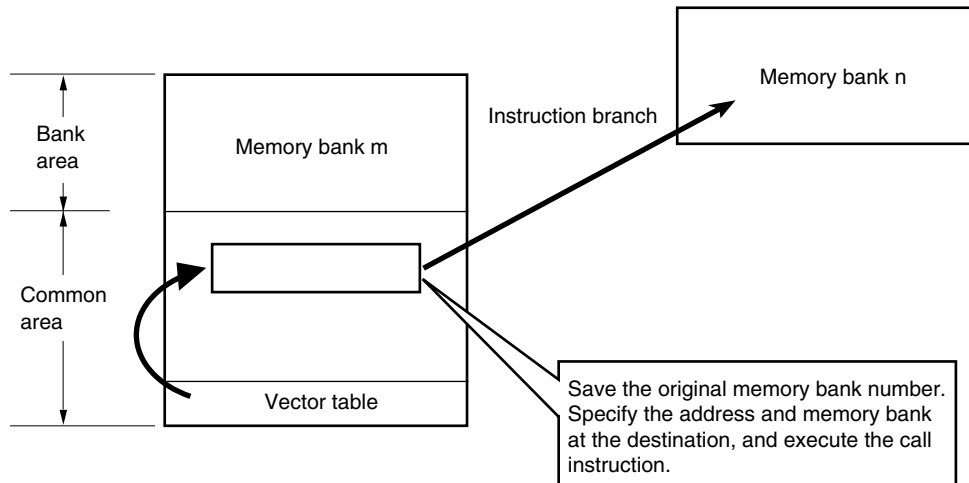 Memory bank n
Instruction branch
Bank
area
Memory bank m
Common
area
Vector table
Save the original memory bank number.
Specify the address and memory bank
at the destination, and execute the call
instruction.